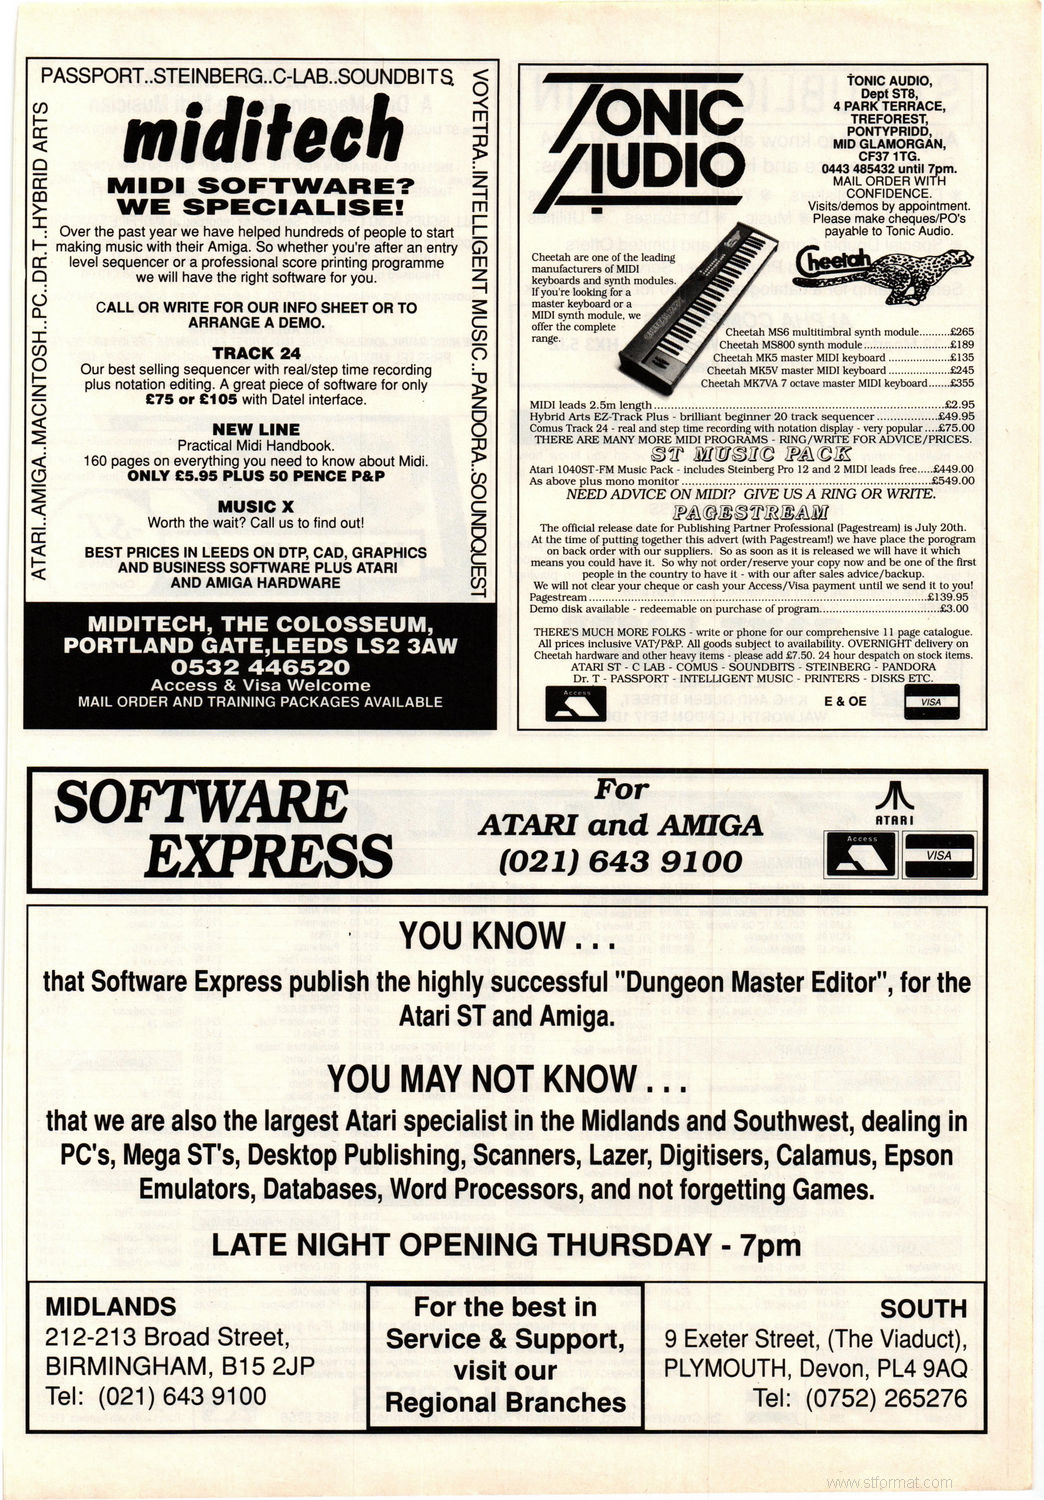 PASSPORT..STEINBERG..C-LAB..SOUNDBITS.
VOYETRA..INTELLIGENT MUSIC..PANDORA..SOUNDQUEST
ATARI..AMIGA..MACINTOSH..PC..DR.T..HYBRID ARTS
miditech
MIDI SOFTWARE?
WE SPECIALISE!
Over the past year we have helped hundreds of people to start
making music with their Amiga. So whether you're after an entry
level sequencer or a professional score printing programme
we will have the right software for you.
CALL OR WRITE FOR OUR INFO SHEET OR TO
ARRANGE A DEMO.
TRACK 24
Our best selling sequencer with real/step time recording
plus notation editing. A great piece of software for only
£75 or £105 with Datel interface.
NEW LINE
Practical Midi Handbook.
160 pages on everything you need to know about Midi.
ONLY £5.95 PLUS 50 PENCE P&P
MUSIC X
Worth the wait? Call us to find out!
BEST PRICES IN LEEDS ON DTP, CAD, GRAPHICS
AND BUSINESS SOFTWARE PLUS ATARI
AND AMIGA HARDWARE
MIDITECH, THE COLOSSEUM,
PORTLAND GATE,LEEDS LS2 3AW
0532 446520
Access & Visa Welcome
MAIL ORDER AND TRAINING PACKAGES AVAILABLE
TONIC
AUDIO
TONIC AUDIO,
Dept ST8,
4 PARK TERRACE,
TREFOREST,
PONTYPRIDD,
MID GLAMORGAN,
CF37 1TG.
0443 485432 until 7pm.
MAIL ORDER WITH
CONFIDENCE.
Visits/demos by appointment.
Please make cheques/PO's
payable to Tonic Audio.
Cheetah
Cheetah are one of the leading
manufacturers of MIDI
keyboards and synth modules.
If you're looking for a
master keyboard or a
MIDI synth module, we
offer the complete
range.
Cheetah MS6 multitimbral synth module..........£265
Cheetah MS800 synth module............................£189
Cheetah MK5 master MIDI keyboard ....................£135
Cheetah MK5V master MIDI keyboard ....................£245
Cheetah MK7VA 7 octave master MIDI keyboard.......£355
MIDI leads 2.5m length................................................................................£2.95
Hybrid Arts EZ-Track Plus - brilliant beginner 20 track sequencer ..................£49.95
Comus Track 24 - real and step time recording with notation display - very popular ....£75.00
THERE ARE MANY MORE MIDI PROGRAMS - RING/WRITE FOR ADVICE/PRICES.
ST MUSIC PACK
Atari 1040ST-FM Music Pack - includes Steinberg Pro 12 and 2 MIDI leads free.....£449.00
As above plus mono monitor ....................................................................£549.00
NEED ADVICE ON MIDI? GIVE US A RING OR WRITE.
PAGESTREAM
The official release date for Publishing Partner Professional (Pagestream) is July 20th.
At the time of putting together this advert (with Pagestream!) we have place the porogram
on back order with our suppliers. So as soon as it is released we will have it which
means you could have it. So why not order/reserve your copy now and be one of the first
people in the country to have it - with our after sales advice/backup.
We will not clear your cheque or cash your Access/Visa payment until we send it to you!
Pagestream ..........................................................................................£139.95
Demo disk available - redeemable on purchase of program................................£3.00
THERE'S MUCH MORE FOLKS - write or phone for our comprehensive 11 page catalogue.
All prices inclusive VAT/P&P. All goods subject to availability. OVERNIGHT delivery on
Cheetah hardware and other heavy items - please add £7.50. 24 hour despatch on stock items.
ATARI ST - C LAB - COMUS - SOUNDBITS - STEINBERG - PANDORA
Dr. T - PASSPORT - INTELLIGENT MUSIC - PRINTERS - DISKS ETC.
Access
E & OE
VISA
SOFTWARE
EXPRESS
For
ATARI and AMIGA
(021) 643 9100
ATARI
Access
VISA
YOU KNOW . . .
that Software Express publish the highly successful "Dungeon Master Editor", for the
Atari ST and Amiga.
YOU MAY NOT KNOW . . .
that we are also the largest Atari specialist in the Midlands and Southwest, dealing in
PC's, Mega ST's, Desktop Publishing, Scanners, Lazer, Digitisers, Calamus, Epson
Emulators, Databases, Word Processors, and not forgetting Games.
LATE NIGHT OPENING THURSDAY - 7pm
MIDLANDS
212-213 Broad Street,
BIRMINGHAM, B15 2JP
Tel: (021) 643 9100
For the best in
Service & Support,
visit our
Regional Branches
SOUTH
9 Exeter Street, (The Viaduct),
PLYMOUTH, Devon, PL4 9AQ
Tel: (0752) 265276
www.stformat.com